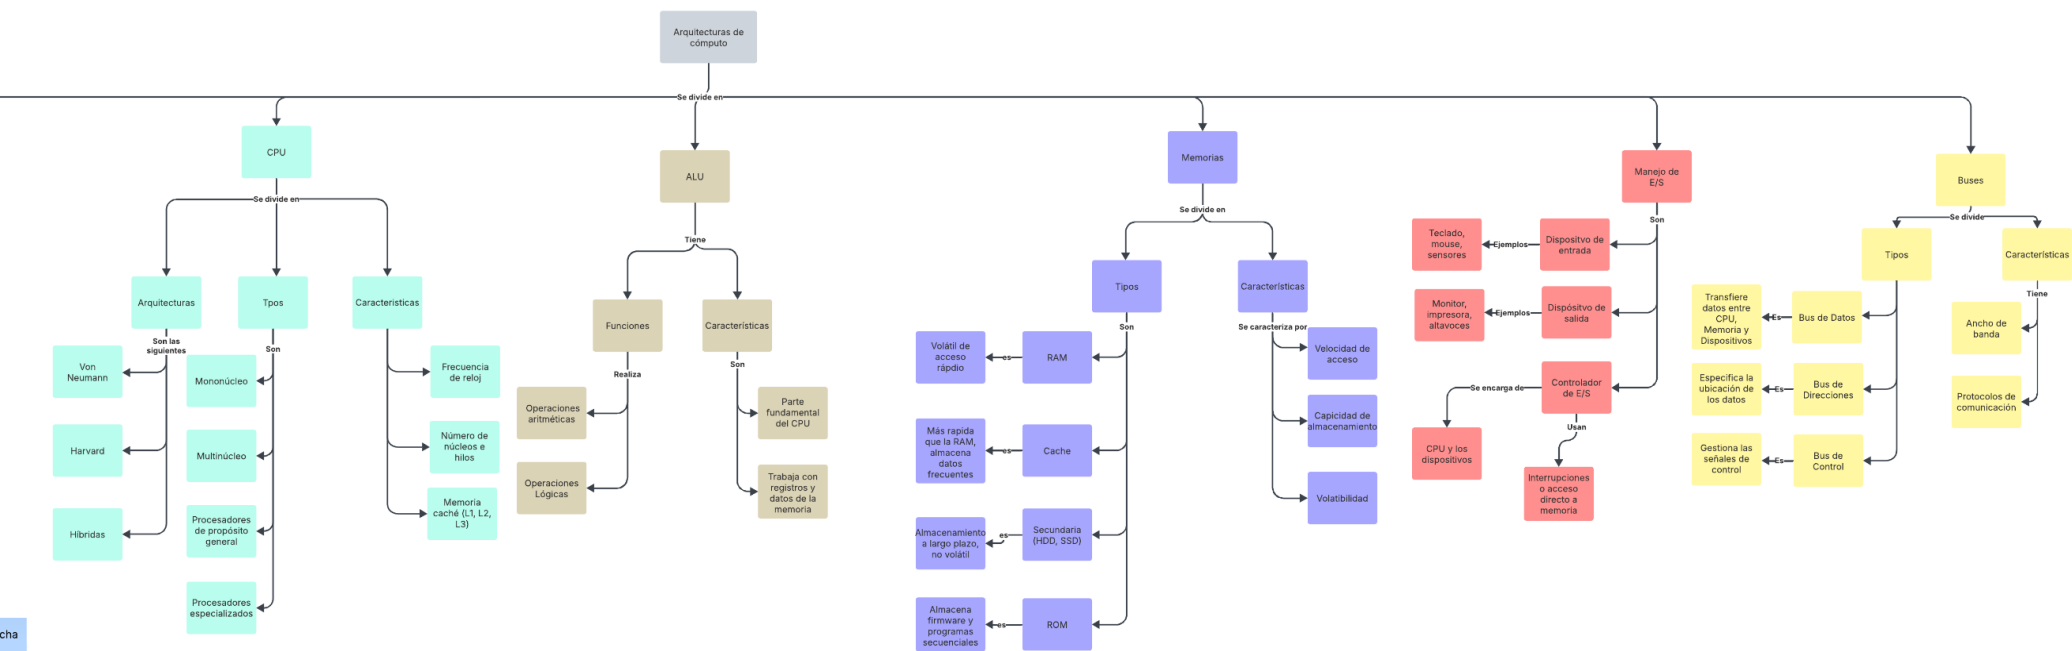 Arquitecturas de
cómputo
Se divide en
CPU
Se divide en
Arquitecturas
Son las
siguientes
Von
Neumann
Harvard
Híbridas
Tpos
Son
Mononúcleo
Multinúcleo
Procesadores
de propósito
general
Procesadores
especializados
Caracteristicas
Frecuencia
de reloj
Número de
núcleos e
hilos
Memoria
caché (L1, L2,
L3)
ALU
Tiene
Funciones
Realiza
Operaciones
aritméticas
Operaciones
Lógicas
Características
Son
Parte
fundamental
del CPU
Trabaja con
registros y
datos de la
memoria
Memorias
Se divide en
Tipos
Son
RAM
es
Volátil de
acceso
rápdio
Cache
es
Más rapida
que la RAM,
almacena
datos
frecuentes
Secundaria
(HDD, SSD)
es
Almacenamiento
a largo plazo,
no volátil
ROM
es
Almacena
firmware y
programas
secuenciales
Características
Se caracteriza por
Velocidad de
acceso
Capicidad de
almacenamiento
Volatibilidad
Manejo de
E/S
Son
Dispositvo de
entrada
Ejemplos
Teclado,
mouse,
sensores
Dispósitvo de
salida
Ejemplos
Monitor,
impresora,
altavoces
Controlador
de E/S
Se encarga de
CPU y los
dispositivos
Usan
Interrupciones
o acceso
directo a
memoria
Buses
Se divide
Tipos
Bus de Datos
Es
Transfiere
datos entre
CPU,
Memoria y
Dispositivos
Bus de
Direcciones
Es
Especifica la
ubicación de
los datos
Bus de
Control
Es
Gestiona las
señales de
control
Características
Tiene
Ancho de
banda
Protocolos de
comunicación
cha